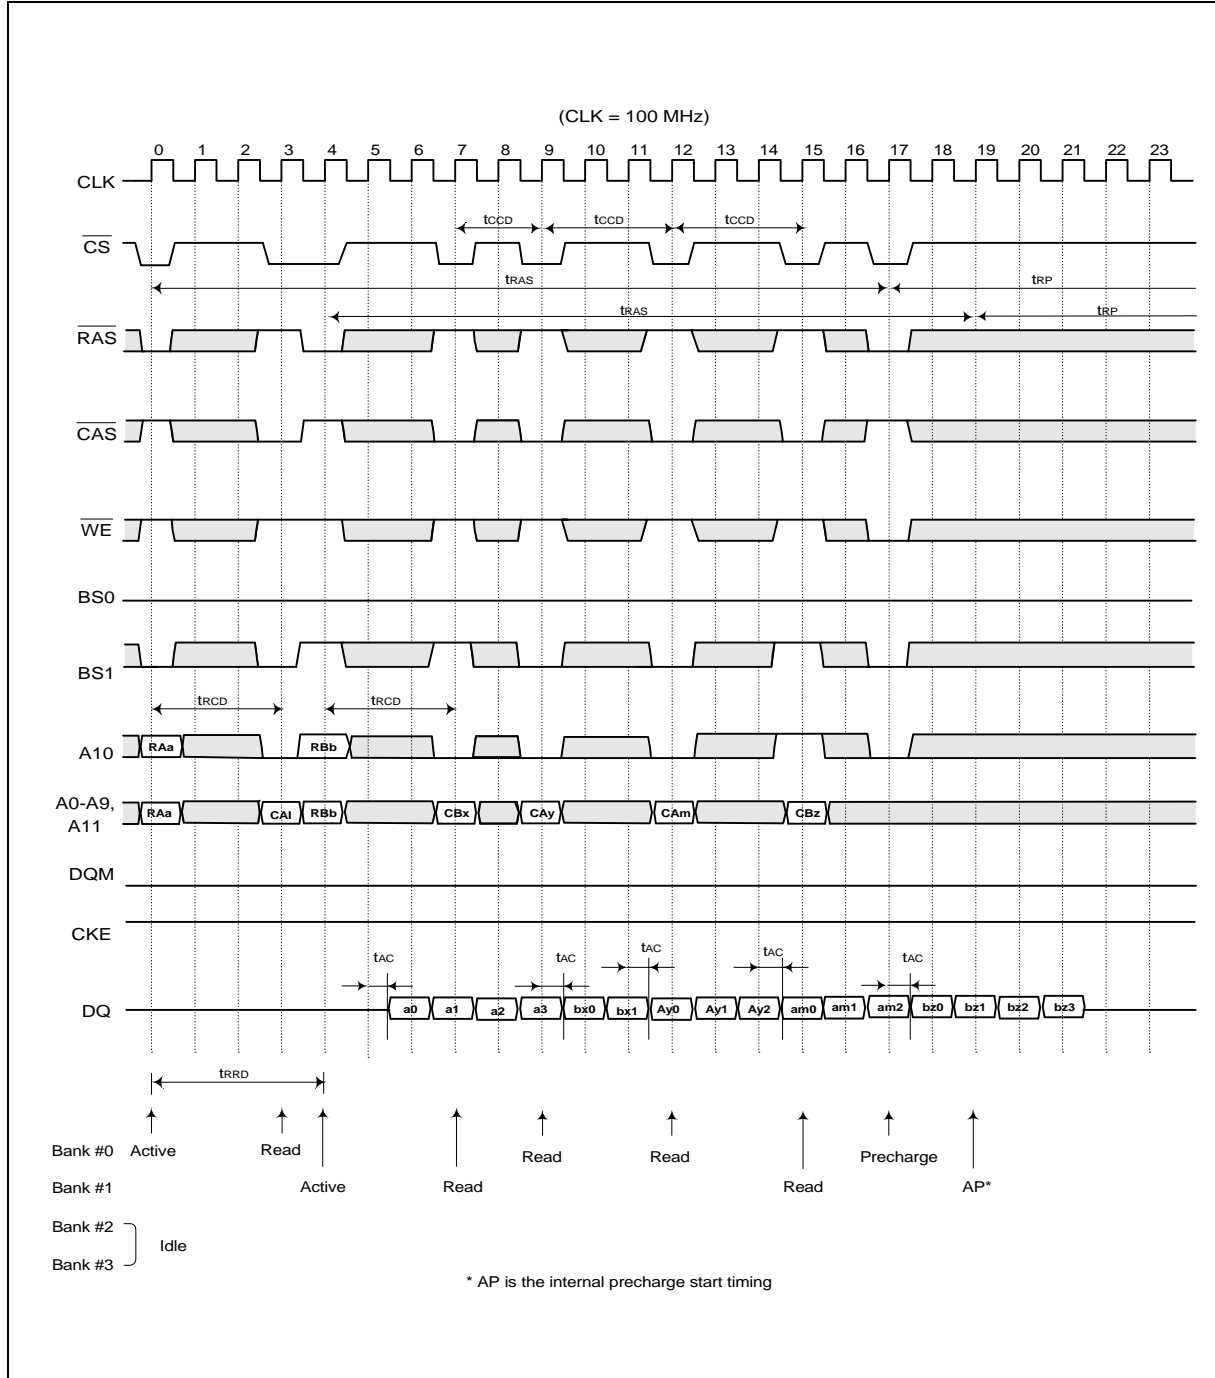 (CLK = 100 MHz)
0 1 2 3 4 5 6 7 8 9 10 11 12 13 14 15 16 17 18 19 20 21 22 23
CLK
tCCD tCCD tCCD
CS
tRAS tRP
tRAS tRP
RAS
CAS
WE
BS0
BS1
tRCD tRCD
A10 RAa RBb
A0-A9,
A11 RAa CAI RBb CBx CAy CAm CBz
DQM
CKE
tAC tAC tAC tAC tAC
DQ a0 a1 a2 a3 bx0 bx1 Ay0 Ay1 Ay2 am0 am1 am2 bz0 bz1 bz2 bz3
tRRD
Bank #0 Active Read Read Read Precharge
Bank #1 Active Read Read AP*
Bank #2
Idle
Bank #3
* AP is the internal precharge start timing